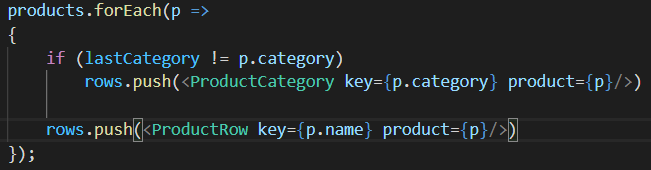 products.forEach(p =>
{
    if (lastCategory != p.category)
        rows.push(<ProductCategory key={p.category} product={p}/>)
    rows.push(<ProductRow key={p.name} product={p}/>)
});